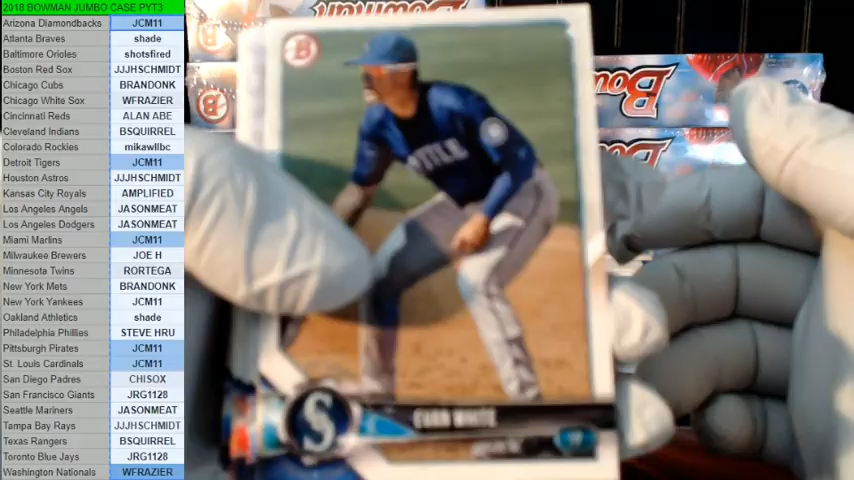 2018 BOWMAN JUMBO CASE PYT3
Arizona Diamondbacks JCM11
Atlanta Braves shade
Baltimore Orioles shotsfired
Boston Red Sox JJJHSCHMIDT
Chicago Cubs BRANDONK
Chicago White Sox WFRAZIER
Cincinnati Reds ALAN ABE
Cleveland Indians BSQUIRREL
Colorado Rockies mikawllbc
Detroit Tigers JCM11
Houston Astros JJJHSCHMIDT
Kansas City Royals AMPLIFIED
Los Angeles Angels JASONMEAT
Los Angeles Dodgers JASONMEAT
Miami Marlins JCM11
Milwaukee Brewers JOE H
Minnesota Twins RORTEGA
New York Mets BRANDONK
New York Yankees JCM11
Oakland Athletics shade
Philadelphia Phillies STEVE HRU
Pittsburgh Pirates JCM11
St. Louis Cardinals JCM11
San Diego Padres CHISOX
San Francisco Giants JRG1128
Seattle Mariners JASONMEAT
Tampa Bay Rays JJJHSCHMIDT
Texas Rangers BSQUIRREL
Toronto Blue Jays JRG1128
Washington Nationals WFRAZIER
B
S
EVAN WHITE
Bowman